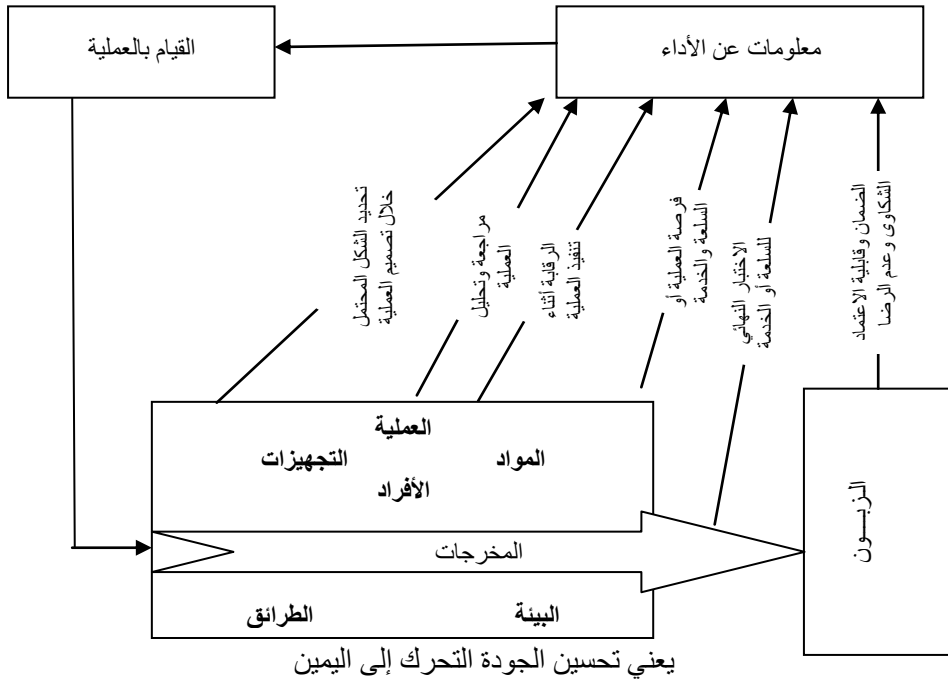 معلومات عن الأداء
القيام بالعملية
الشكاوى وعدم الرضا
الضمان وقابلية الاعتماد
الاختبار النهائي
للسلعة أو الخدمة
فرصة العملية أو
السلعة والخدمة
الرقابة أثناء
تنفيذ العملية
مراجعة وتحليل
العملية
تحديد الشكل المحتمل
خلال تصميم العملية
العملية
المواد
التجهيزات
الأفراد
المخرجات
البيئة
الطرائق
الزبــون
يعني تحسين الجودة التحرك إلى اليمين